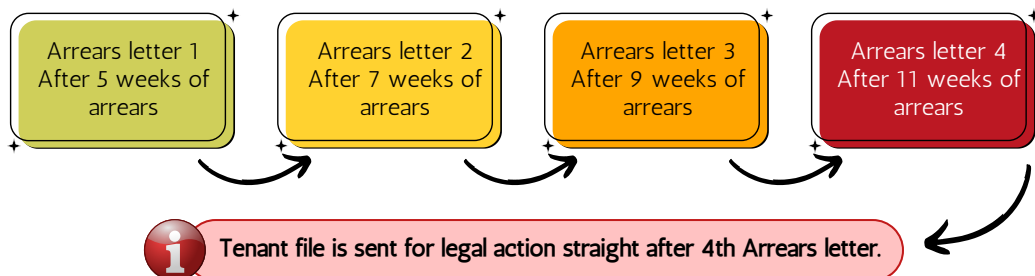 Arrears letter 1
After 5 weeks of
arrears
Arrears letter 2
After 7 weeks of
arrears
Arrears letter 3
After 9 weeks of
arrears
Arrears letter 4
After 11 weeks of
arrears
i
Tenant file is sent for legal action straight after 4th Arrears letter.